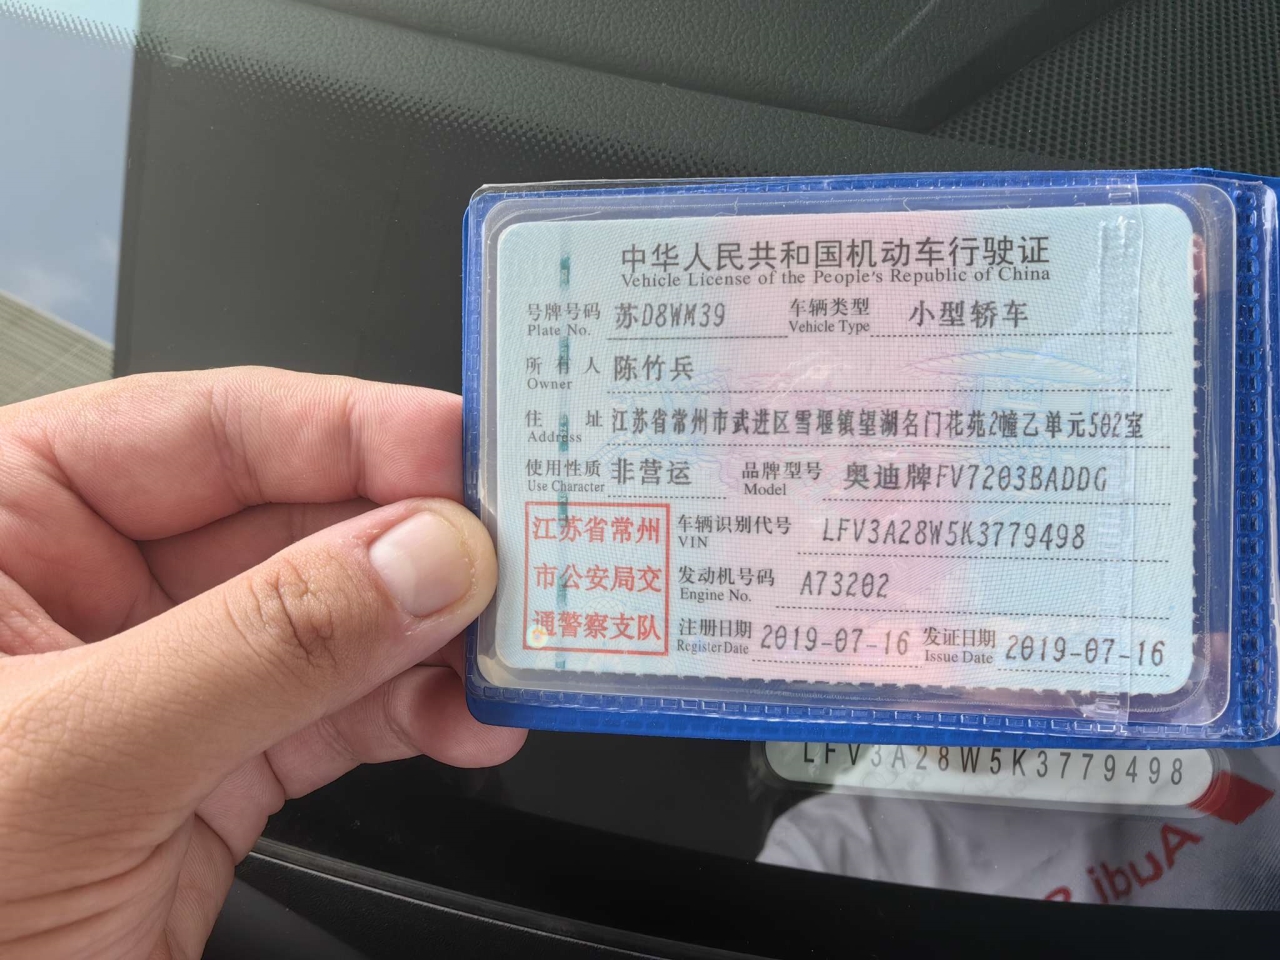 中华人民共和国机动车行驶证
Vehicle License of the People's Republic of China
号牌号码 苏D8WM39 车辆类型 小型轿车
Plate No. Vehicle Type
所有人 陈竹兵
Owner
住址 江苏省常州市武进区雪堰镇望湖名门花苑2幢乙单元502室
Address
使用性质 非营运 品牌型号 奥迪牌FV7203BADDG
Use Character Model
江苏省常州
市公安局交
通警察支队
车辆识别代号 LFV3A28W5K3779498
VIN
发动机号码 A73202
Engine No.
注册日期 2019-07-16 发证日期 2019-07-16
Register Date Issue Date
LFV3A28W5K3779498
Audi